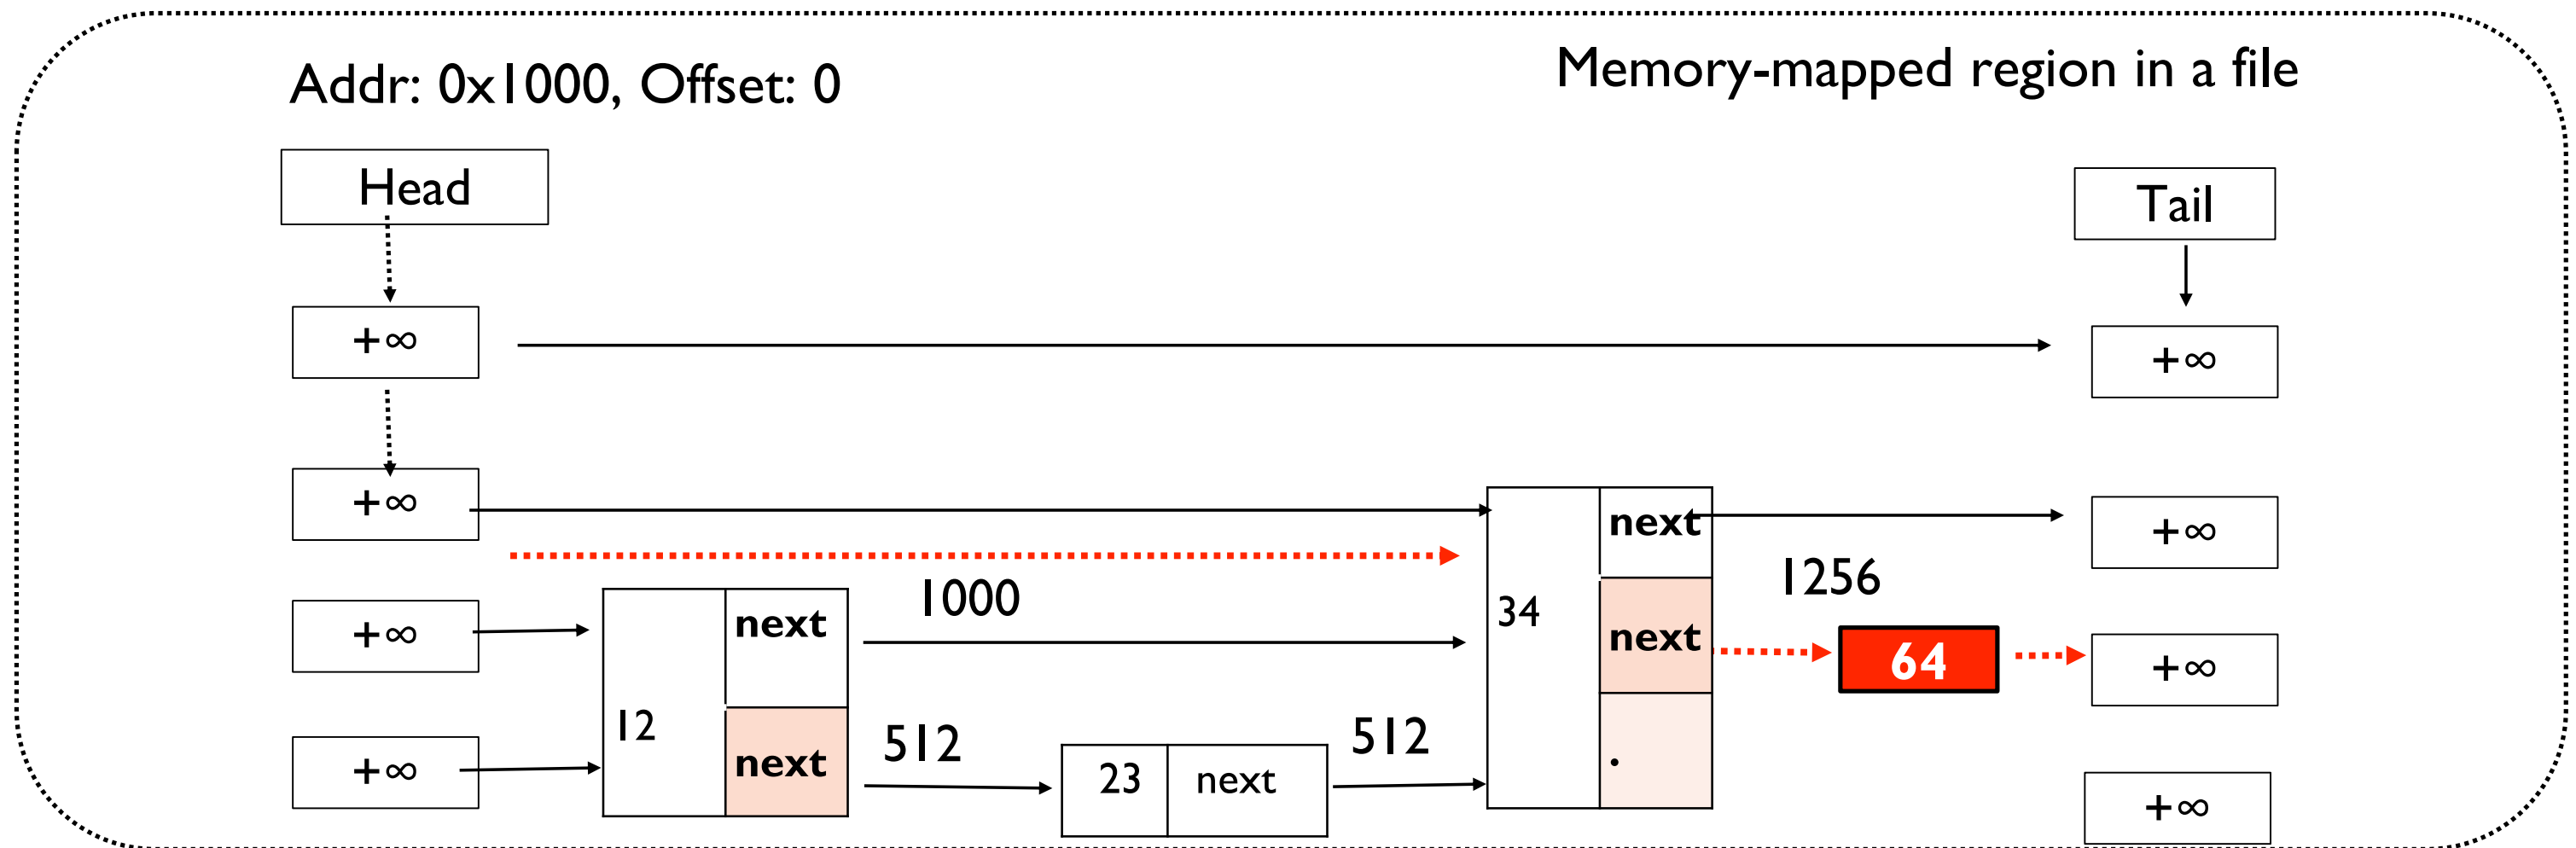 Addr: 0x1000, Offset: 0
Memory-mapped region in a file
Head
Tail
+∞
+∞
+∞
next
+∞
1256
1000
34
+∞
next
next
64
+∞
12
512
512
+∞
next
23
next
.
+∞